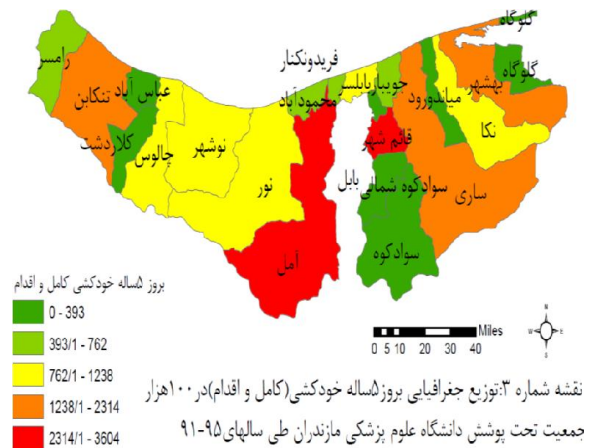 گلوگاه
رامسر
تنکابن
عباس آباد
کلاردشت
چالوس
نوشهر
نور
آمل
محمودآباد
فریدونکنار
بابلسر
جویبار
بابل
قائم شهر
سوادکوه شمالی
سوادکوه
میاندورود
ساری
نکا
بهشهر
گلوگاه
بروز ۵ساله خودکشی کامل و اقدام
0 - 393
393/1 - 762
762/1 - 1238
1238/1 - 2314
2314/1 - 3604
Miles
0 5 10 20 30 40
N
W E
S
نقشه شماره ۳:توزیع جغرافیایی بروز۵ساله خودکشی(کامل و اقدام)در۱۰۰هزار
جمعیت تحت پوشش دانشگاه علوم پزشکی مازندران طی سالهای۹۵-۹۱